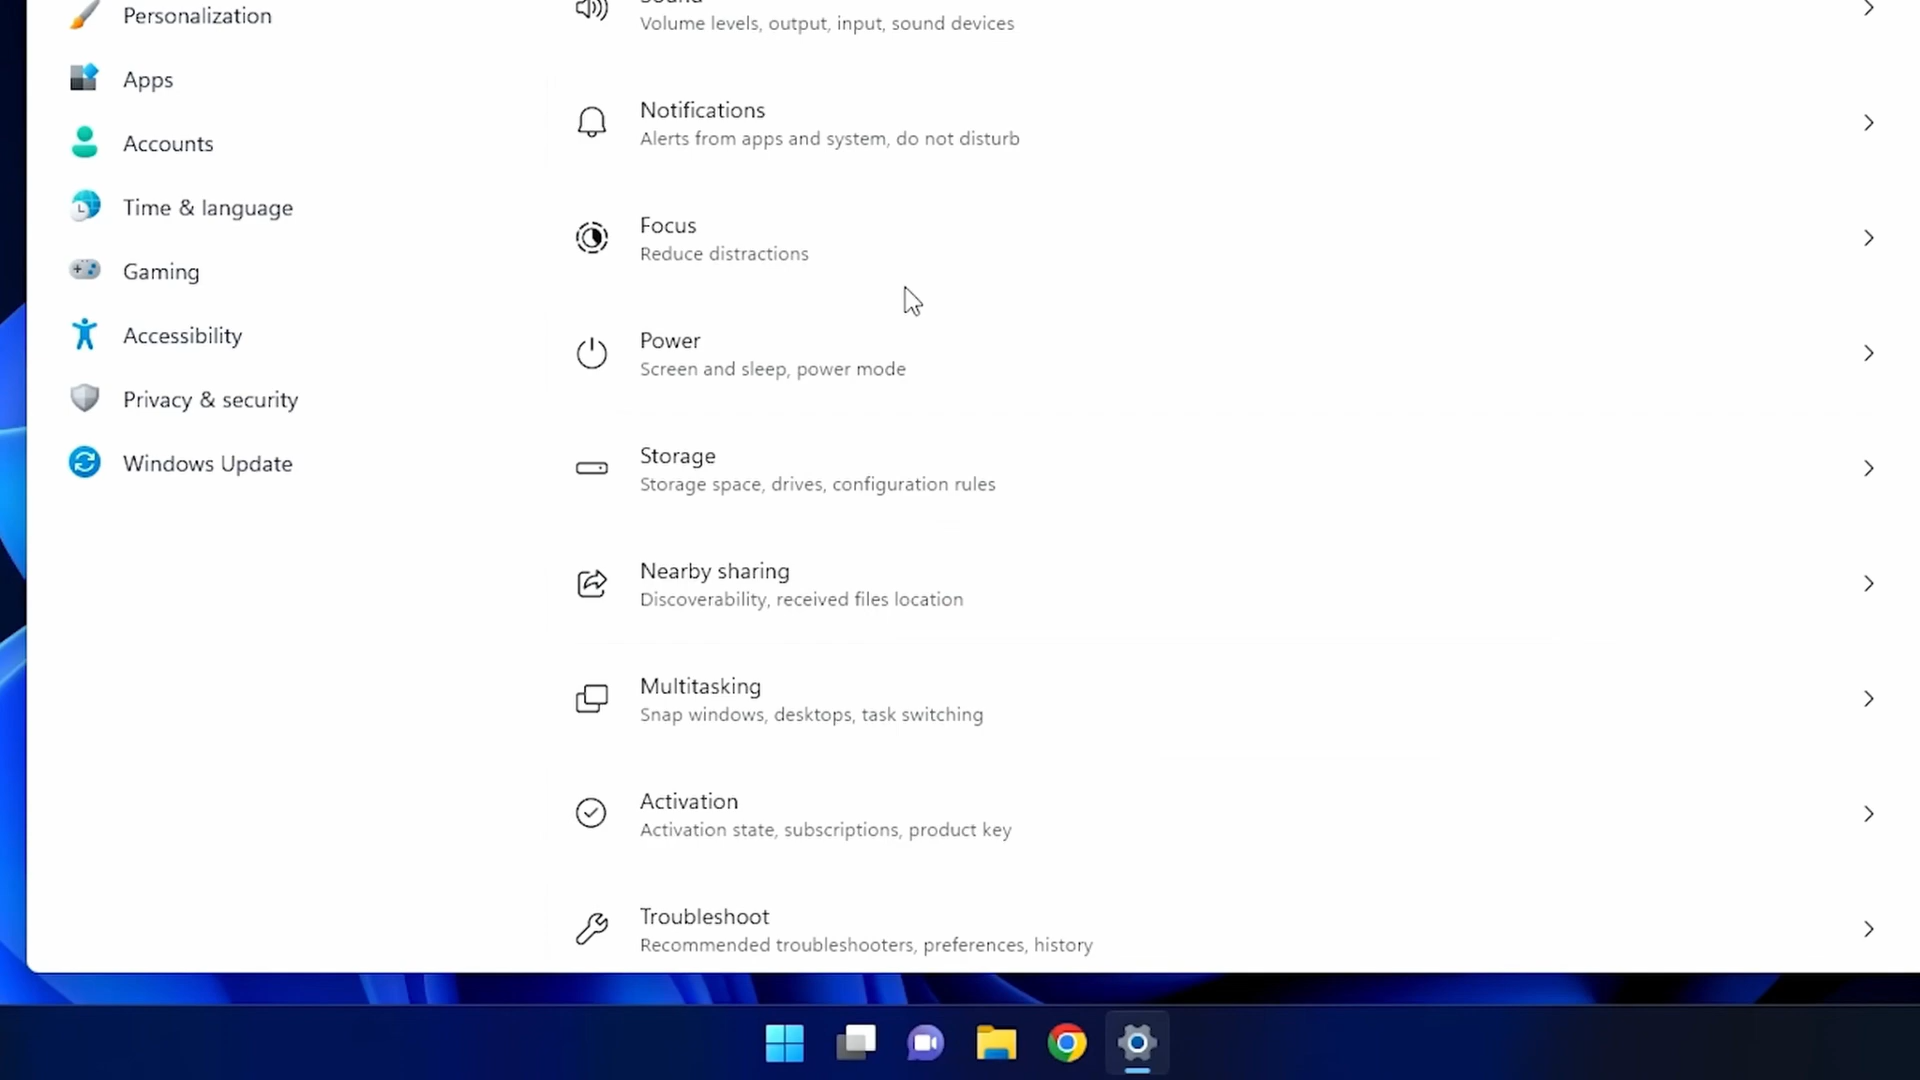 Personalization
Apps
Accounts
Time & language
Gaming
Accessibility
Privacy & security
Windows Update
Sound
Volume levels, output, input, sound devices
Notifications
Alerts from apps and system, do not disturb
Focus
Reduce distractions
Power
Screen and sleep, power mode
Storage
Storage space, drives, configuration rules
Nearby sharing
Discoverability, received files location
Multitasking
Snap windows, desktops, task switching
Activation
Activation state, subscriptions, product key
Troubleshoot
Recommended troubleshooters, preferences, history